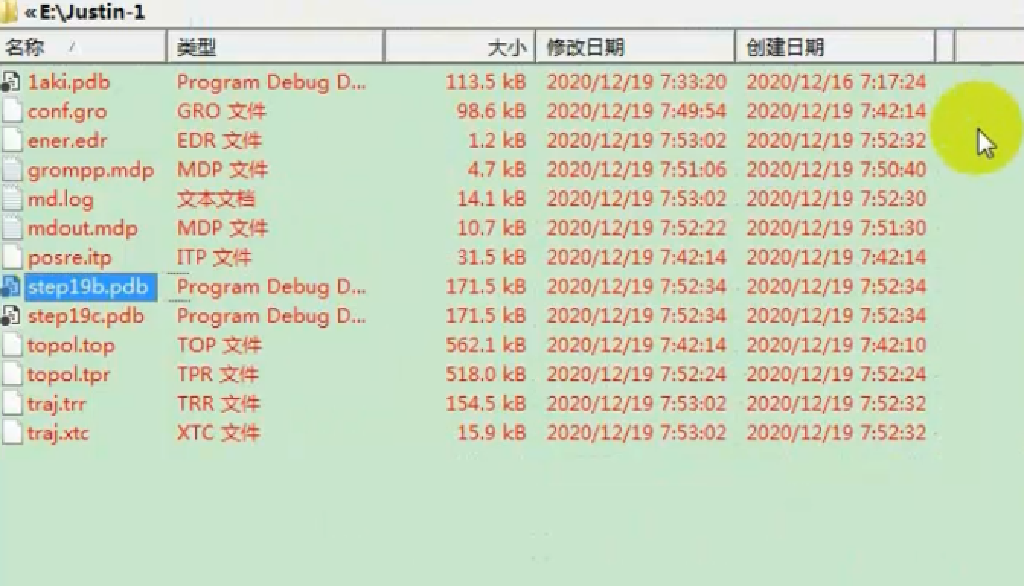 «E:\Justin-1
名称 / 类型 大小 修改日期 创建日期
1aki.pdb Program Debug D... 113.5 kB 2020/12/19 7:33:20 2020/12/16 7:17:24
conf.gro GRO 文件 98.6 kB 2020/12/19 7:49:54 2020/12/19 7:42:14
ener.edr EDR 文件 1.2 kB 2020/12/19 7:53:02 2020/12/19 7:52:32
grompp.mdp MDP 文件 4.7 kB 2020/12/19 7:51:06 2020/12/19 7:50:40
md.log 文本文档 14.1 kB 2020/12/19 7:53:02 2020/12/19 7:52:30
mdout.mdp MDP 文件 10.7 kB 2020/12/19 7:52:22 2020/12/19 7:51:30
posre.itp ITP 文件 31.5 kB 2020/12/19 7:42:14 2020/12/19 7:42:14
step19b.pdb Program Debug D... 171.5 kB 2020/12/19 7:52:34 2020/12/19 7:52:34
step19c.pdb Program Debug D... 171.5 kB 2020/12/19 7:52:34 2020/12/19 7:52:34
topol.top TOP 文件 562.1 kB 2020/12/19 7:42:14 2020/12/19 7:42:10
topol.tpr TPR 文件 518.0 kB 2020/12/19 7:52:24 2020/12/19 7:52:24
traj.trr TRR 文件 154.5 kB 2020/12/19 7:53:02 2020/12/19 7:52:32
traj.xtc XTC 文件 15.9 kB 2020/12/19 7:53:02 2020/12/19 7:52:32